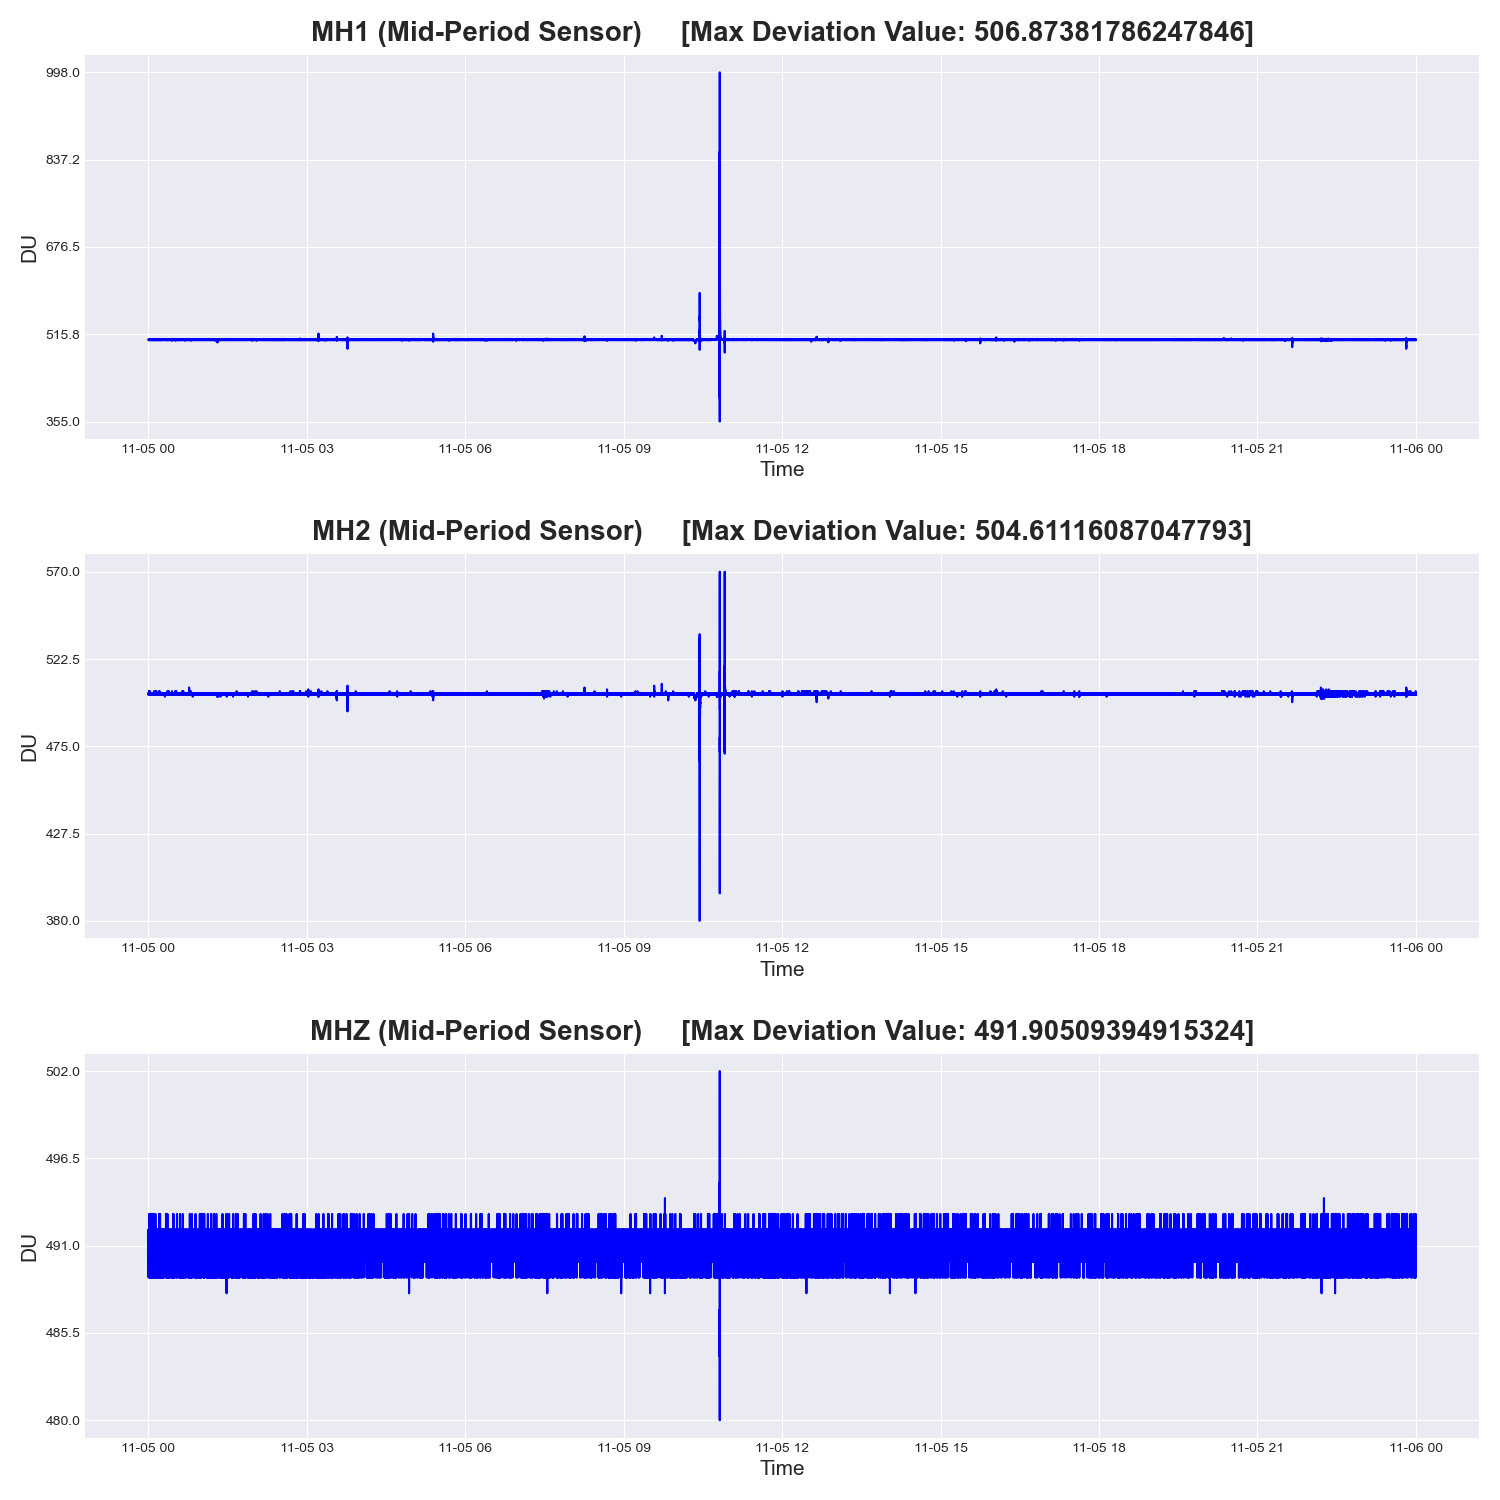 MH1 (Mid-Period Sensor) [Max Deviation Value: 506.87381786247846]
998.0
837.2
676.5
515.8
355.0
DU
11-05 00 11-05 03 11-05 06 11-05 09 11-05 12 11-05 15 11-05 18 11-05 21 11-06 00
Time
MH2 (Mid-Period Sensor) [Max Deviation Value: 504.61116087047793]
570.0
522.5
475.0
427.5
380.0
DU
11-05 00 11-05 03 11-05 06 11-05 09 11-05 12 11-05 15 11-05 18 11-05 21 11-06 00
Time
MHZ (Mid-Period Sensor) [Max Deviation Value: 491.90509394915324]
502.0
496.5
491.0
485.5
480.0
DU
11-05 00 11-05 03 11-05 06 11-05 09 11-05 12 11-05 15 11-05 18 11-05 21 11-06 00
Time